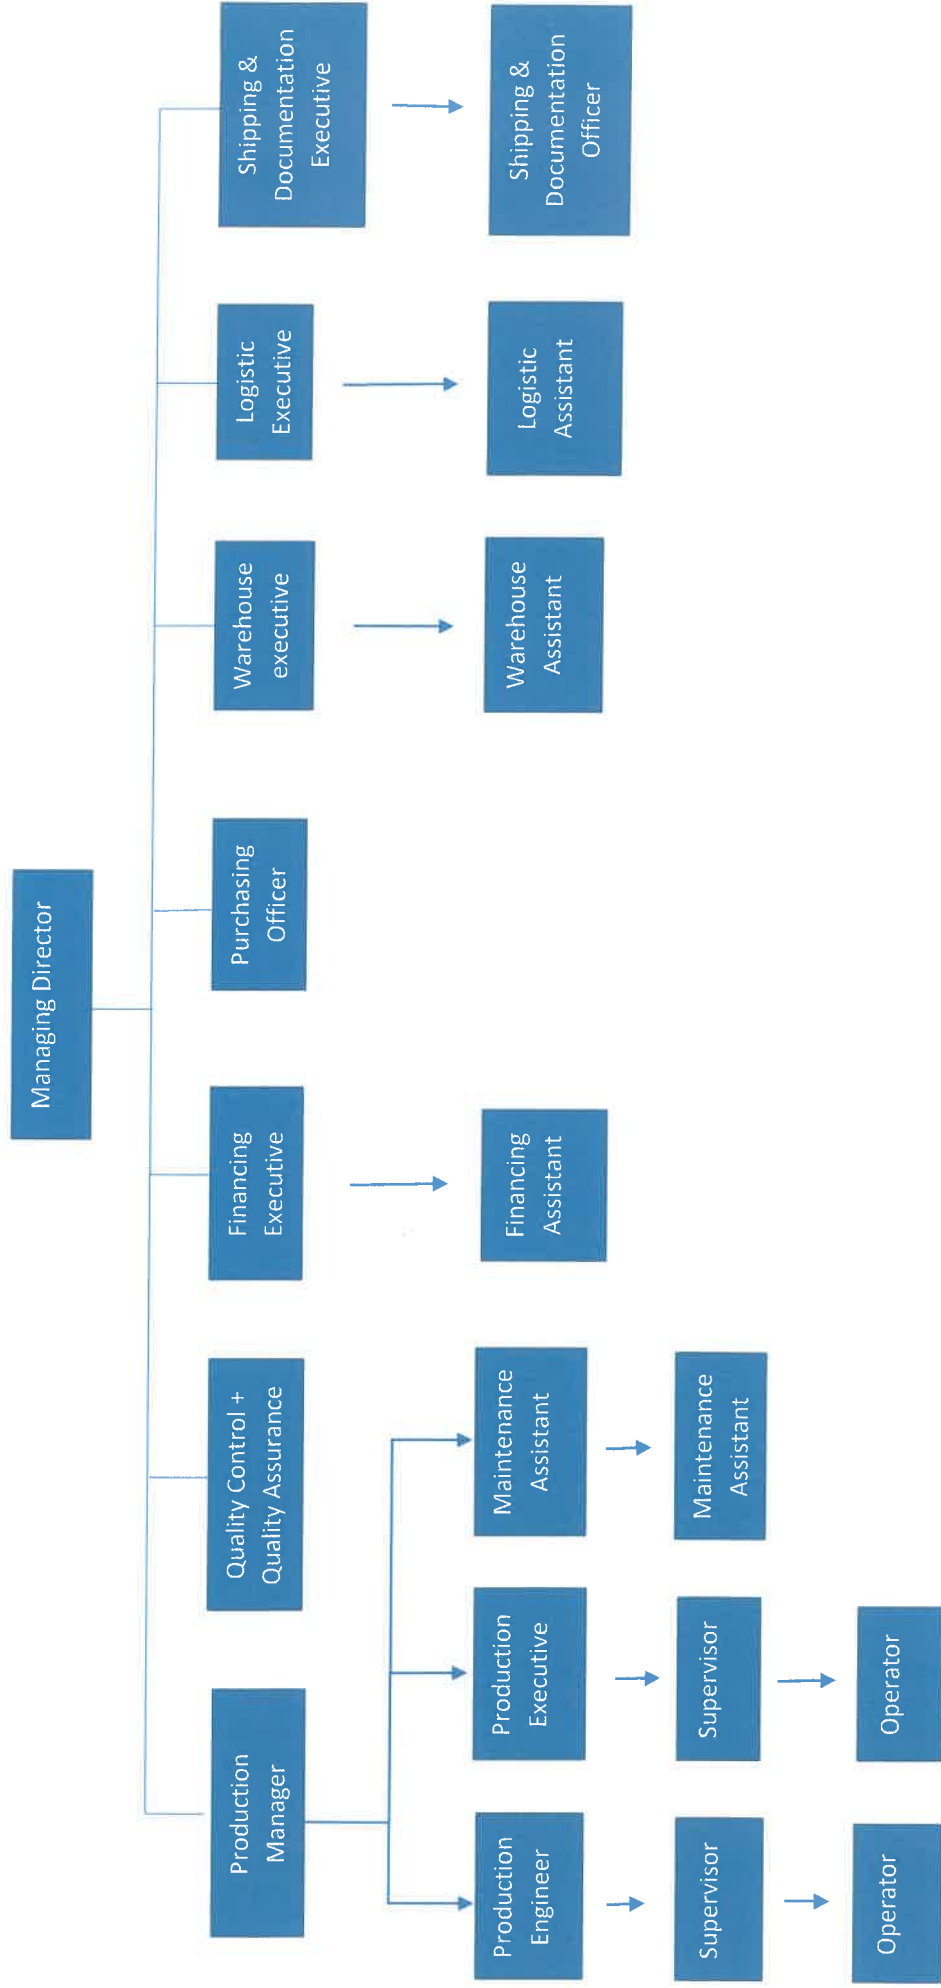 Managing Director
Production
Manager
Quality Control +
Quality Assurance
Financing
Executive
Purchasing
Officer
Warehouse
executive
Logistic
Executive
Shipping &
Documentation
Executive
Production
Engineer
Production
Executive
Maintenance
Assistant
Financing
Assistant
Warehouse
Assistant
Logistic
Assistant
Shipping &
Documentation
Officer
Supervisor
Supervisor
Maintenance
Assistant
Operator
Operator